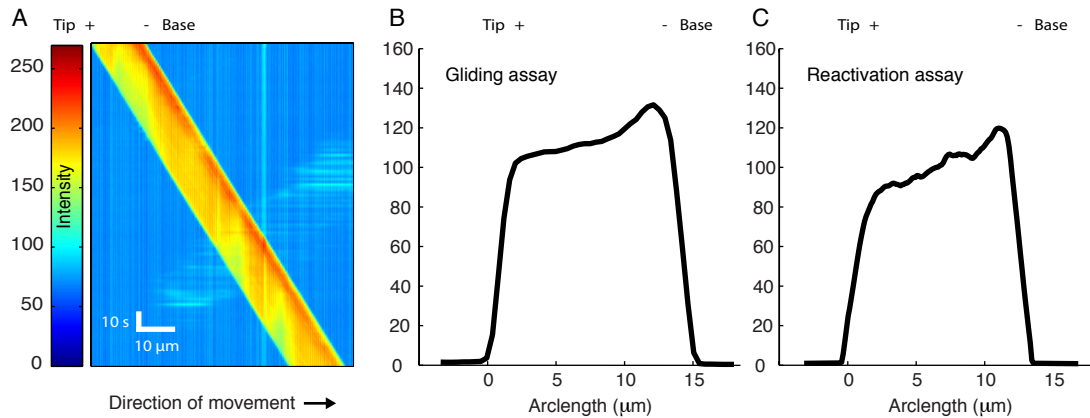 A
Tip + - Base
250
200
150
100
50
0
Intensity
10 s
10 µm
Direction of movement
B
Tip + - Base
160
140
120
100
80
60
40
20
0
Gliding assay
0 5 10 15
Arclength (µm)
C
Tip + - Base
160
140
120
100
80
60
40
20
0
Reactivation assay
0 5 10 15
Arclength (µm)